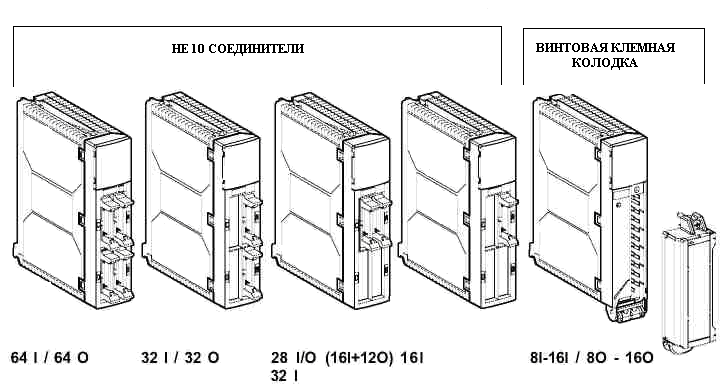 НЕ 10 СОЕДИНИТЕЛИ
ВИНТОВАЯ КЛЕМНАЯ
КОЛОДКА
64 I / 64 O
32 I / 32 O
28 I/O (16I+12O) 16I
32 I
8I-16I / 8O - 16O